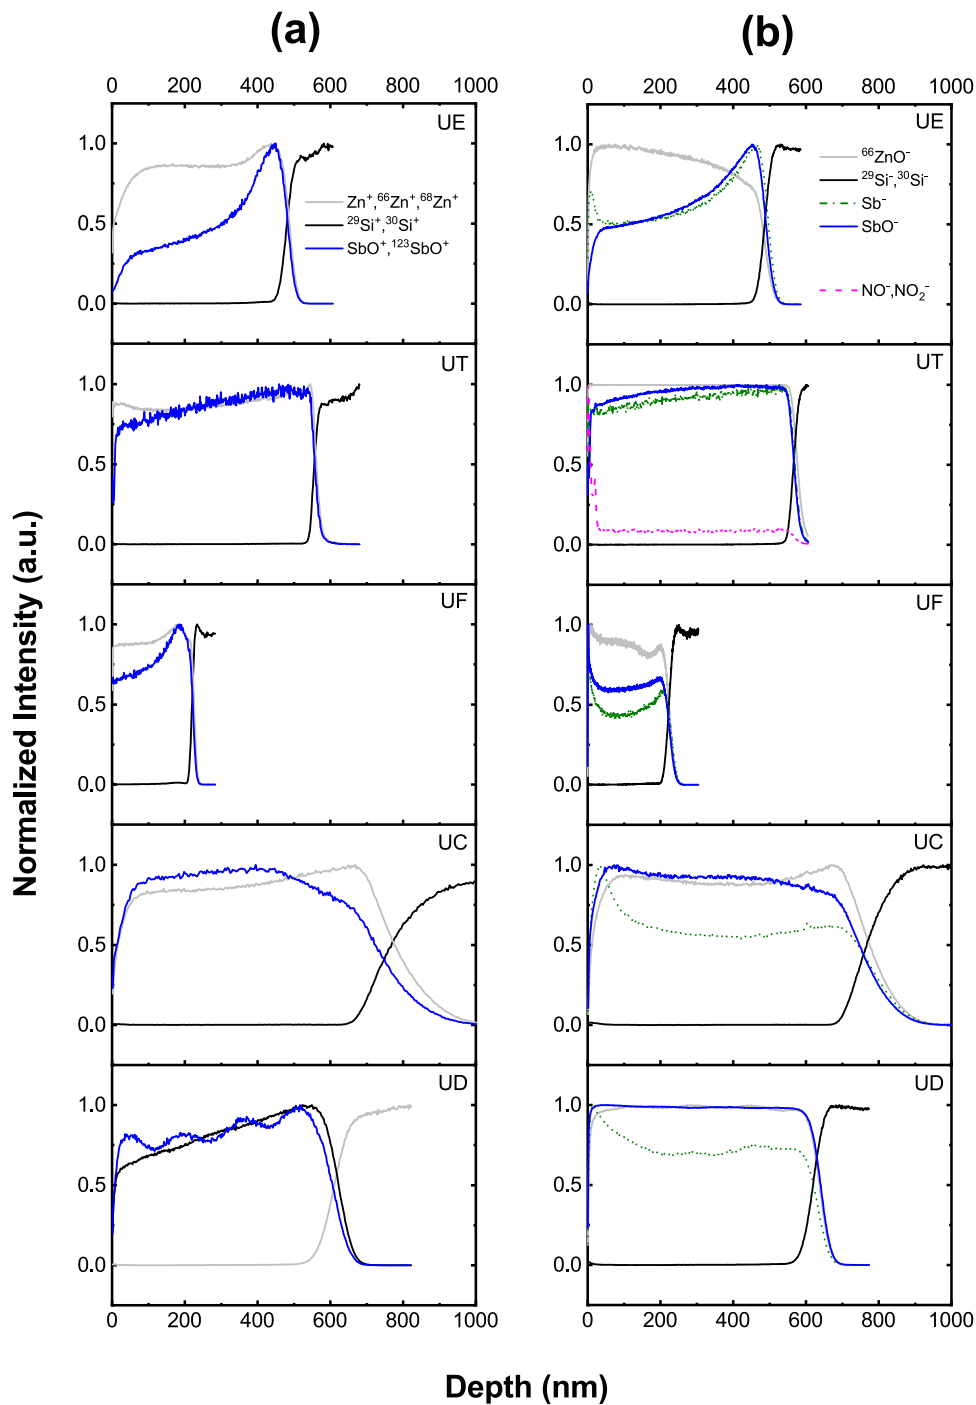 (a)
(b)
0 200 400 600 800 1000
0 200 400 600 800 1000
UE
1.0
0.5
0.0
Zn⁺,⁶⁶Zn⁺,⁶⁸Zn⁺
²⁹Si⁺,³⁰Si⁺
SbO⁺,¹²³SbO⁺
UE
1.0
0.5
0.0
⁶⁶ZnO⁻
²⁹Si⁻,³⁰Si⁻
Sb⁻
SbO⁻
NO⁻,NO₂⁻
UT
1.0
0.5
0.0
UT
1.0
0.5
0.0
UF
1.0
0.5
0.0
UF
1.0
0.5
0.0
UC
1.0
0.5
0.0
UC
1.0
0.5
0.0
UD
1.0
0.5
0.0
UD
1.0
0.5
0.0
0 200 400 600 800 1000
0 200 400 600 800 1000
Normalized Intensity (a.u.)
Depth (nm)